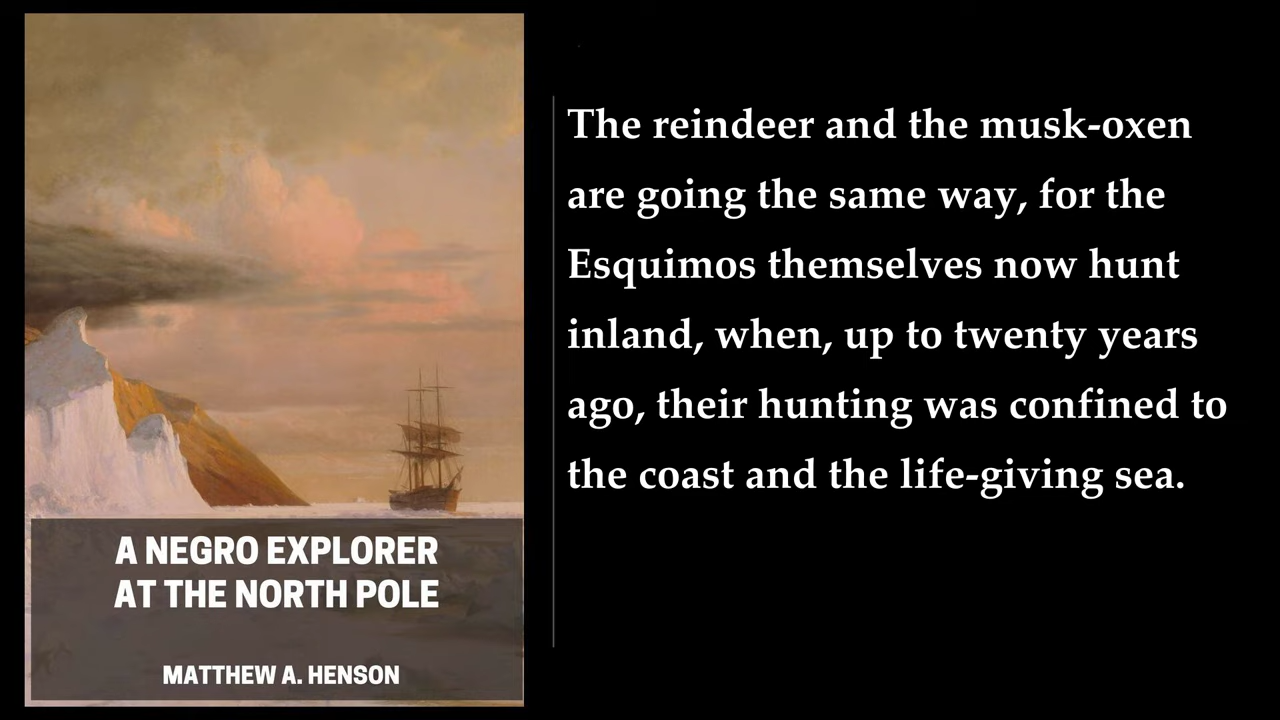 The reindeer and the musk-oxen
are going the same way, for the
Esquimos themselves now hunt
inland, when, up to twenty years
ago, their hunting was confined to
the coast and the life-giving sea.
A NEGRO EXPLORER
AT THE NORTH POLE
MATTHEW A. HENSON